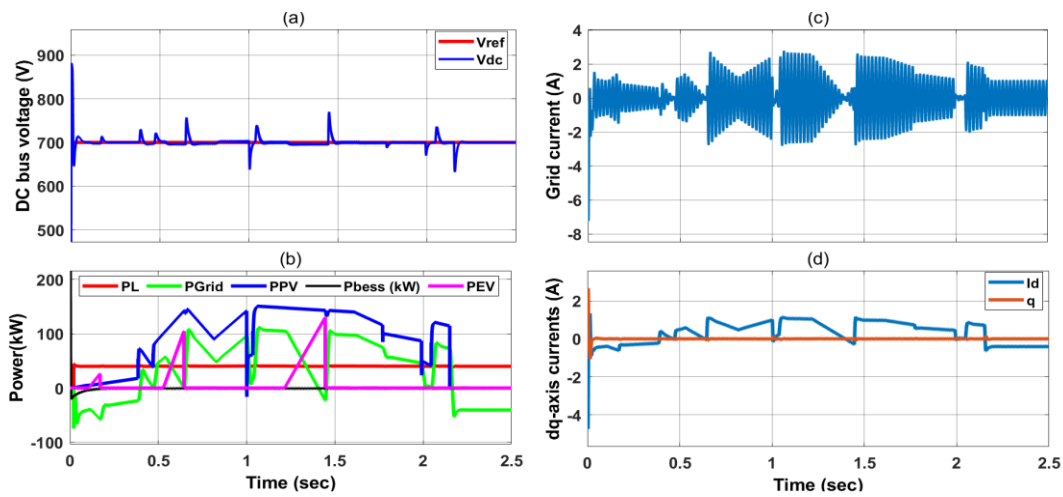 (a)
DC bus voltage (V)
900
800
700
600
500
Vref
Vdc
(b)
Power(kW)
200
100
0
-100
PL
PGrid
PPV
Pbess (kW)
PEV
0
0.5
1
1.5
2
2.5
Time (sec)
(c)
Grid current (A)
4
2
0
-2
-4
-6
-8
(d)
dq-axis currents (A)
2
0
-2
-4
Id
q
0
0.5
1
1.5
2
2.5
Time (sec)